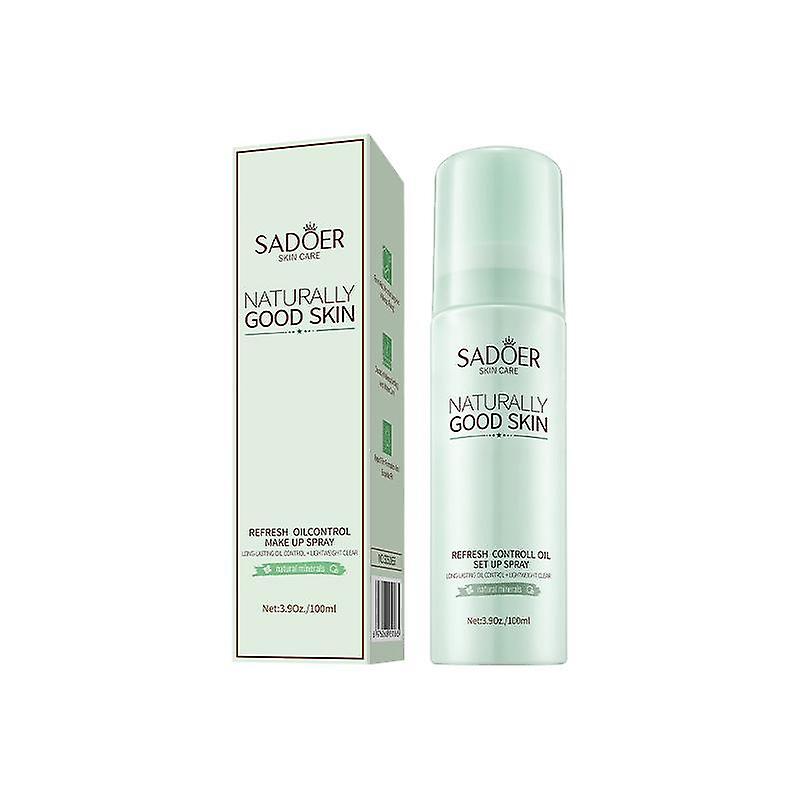 SADOER
SKIN CARE
NATURALLY
GOOD SKIN
REFRESH OILCONTROL
MAKE UP SPRAY
LONG-LASTING OIL CONTROL + LIGHTWEIGHT CLEAR
natural minerals
Net:3.9Oz./100ml
SADOER
SKIN CARE
NATURALLY
GOOD SKIN
REFRESH CONTROLL OIL
SET UP SPRAY
LONG-LASTING OIL CONTROL + LIGHTWEIGHT CLEAR
natural minerals
Net:3.9Oz./100ml